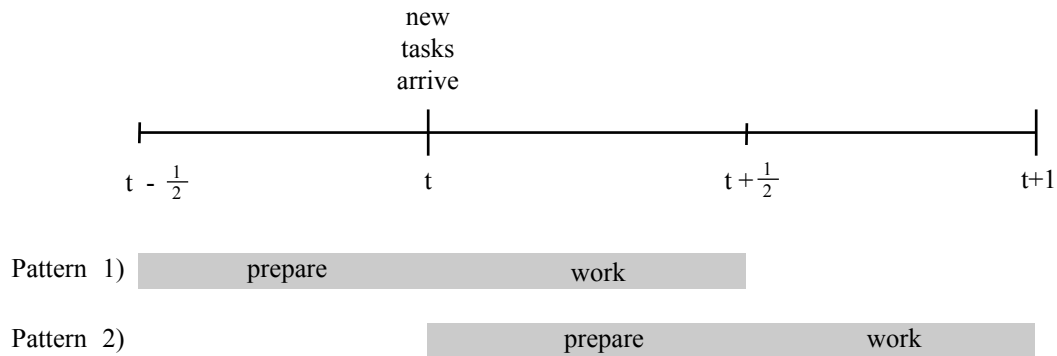 new
tasks
arrive
t - 1/2 t t + 1/2 t+1
Pattern 1) prepare work
Pattern 2) prepare work